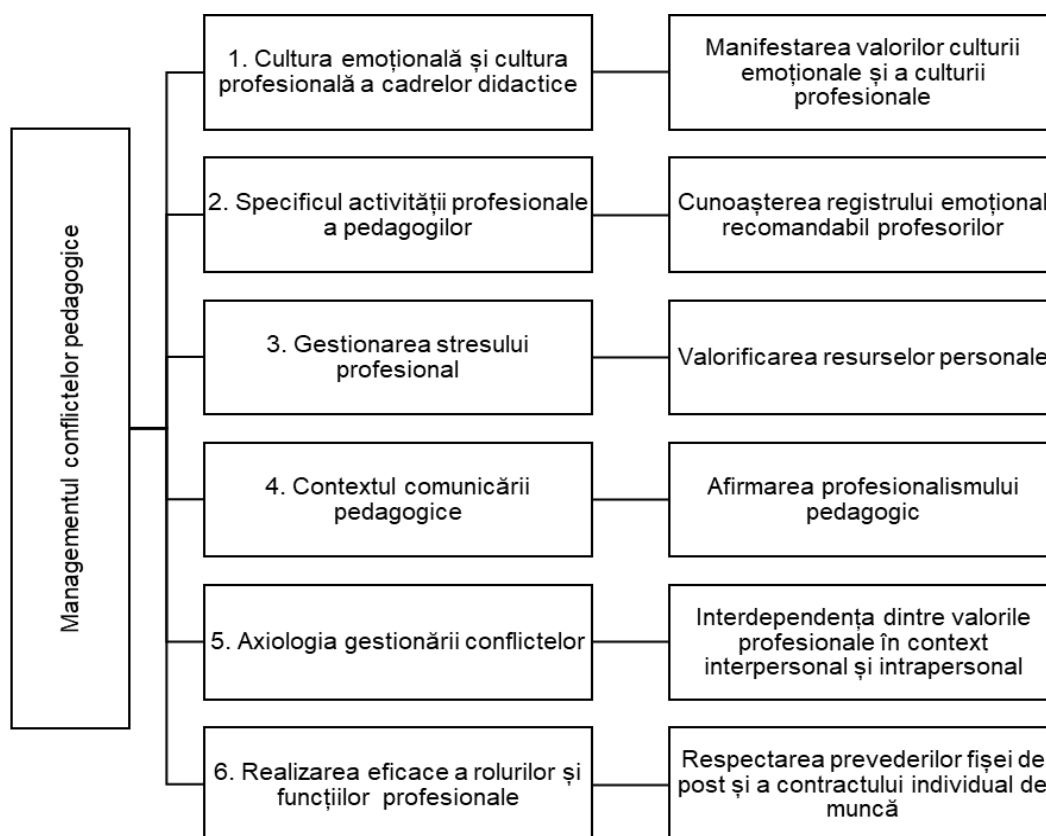 Managementul conflictelor pedagogice
1. Cultura emoțională și cultura
profesională a cadrelor didactice
Manifestarea valorilor culturii
emoționale și a culturii
profesionale
2. Specificul activității profesionale
a pedagogilor
Cunoașterea registrului emoțional
recomandabil profesorilor
3. Gestionarea stresului
profesional
Valorificarea resurselor personale
4. Contextul comunicării
pedagogice
Afirmarea profesionalismului
pedagogic
5. Axiologia gestionării conflictelor
Interdependența dintre valorile
profesionale în context
interpersonal și intrapersonal
6. Realizarea eficace a rolurilor și
funcțiilor profesionale
Respectarea prevederilor fișei de
post și a contractului individual de
muncă